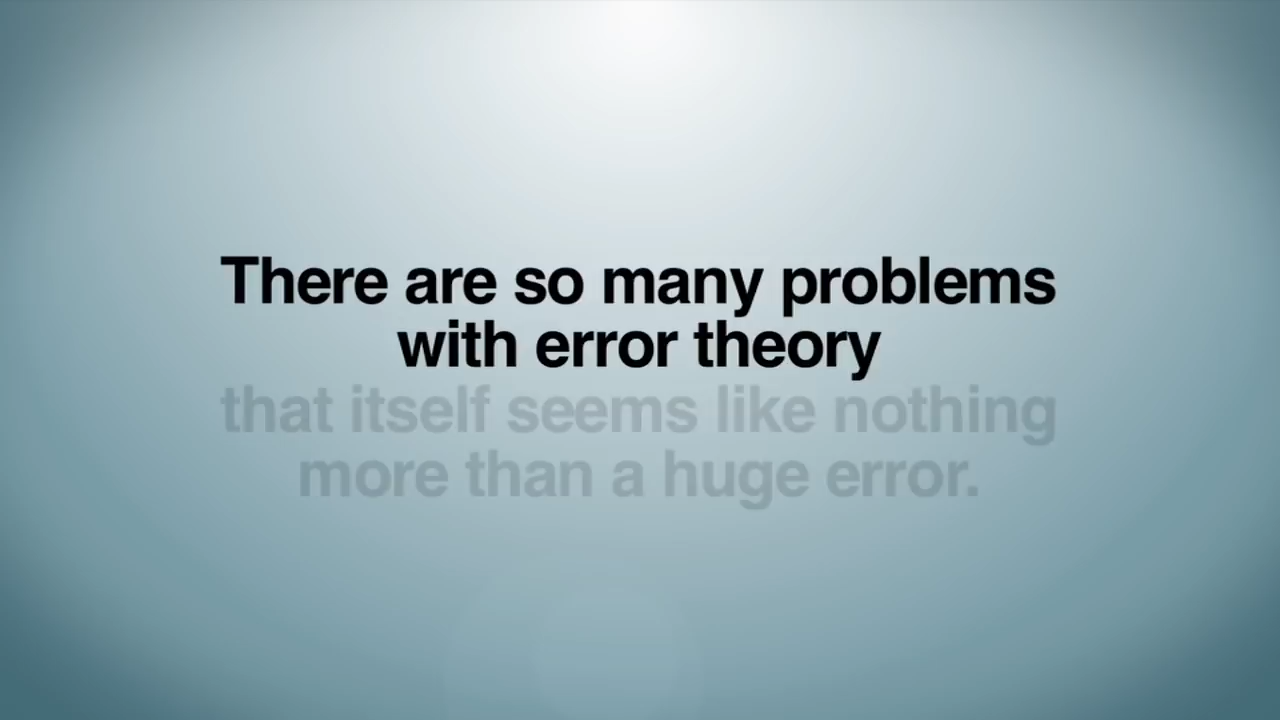 There are so many problems
with error theory
that itself seems like nothing
more than a huge error.